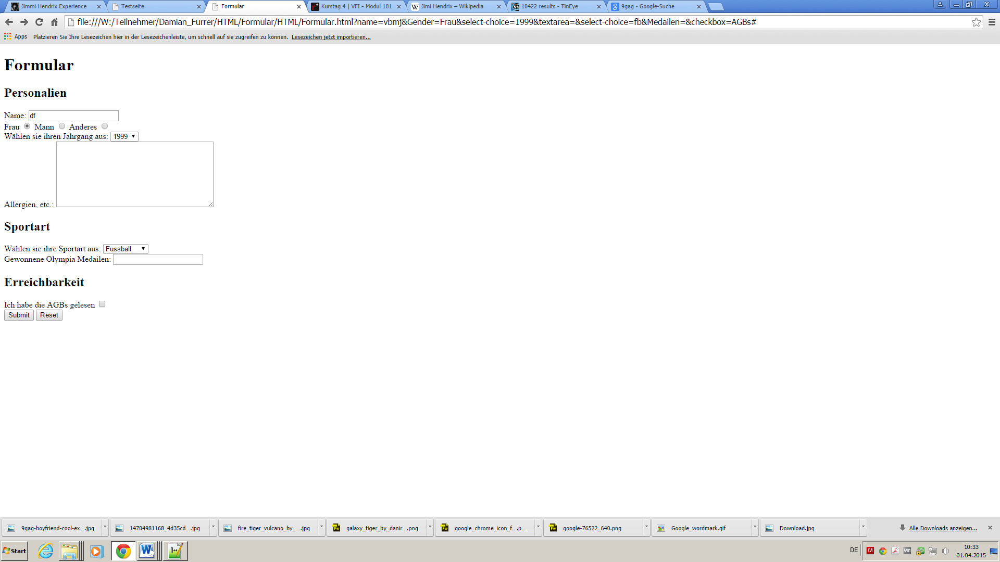 Jimmi Hendrix Experience
Testseite
Formular
Kurstag 4 | VFI - Modul 101
Jimi Hendrix – Wikipedia
10422 results - TinEye
9gag - Google-Suche
file:///W:/Teilnehmer/Damian_Furrer/HTML/Formular/HTML/Formular.html?name=vbmj&Gender=Frau&select-choice=1999&textarea=&select-choice=fb&Medailen=&checkbox=AGBs#
Apps Platzieren Sie Ihre Lesezeichen hier in der Lesezeichenleiste, um schnell auf sie zugreifen zu können. Lesezeichen jetzt importieren...
Formular
Personalien
Name: df
Frau Mann Anderes
Wählen sie ihren Jahrgang aus: 1999
Allergien, etc.:
Sportart
Wählen sie ihre Sportart aus: Fussball
Gewonnene Olympia Medailen:
Erreichbarkeit
Ich habe die AGBs gelesen
Submit Reset
9gag-boyfriend-cool-ex....jpg
14704981168_4d35cd....jpg
fire_tiger_vulcano_by_....jpg
galaxy_tiger_by_danir....png
google_chrome_icon_f....p...
google-76522_640.png
Google_wordmark.gif
Download.jpg
Alle Downloads anzeigen...
Start
DE
10:33
01.04.2015